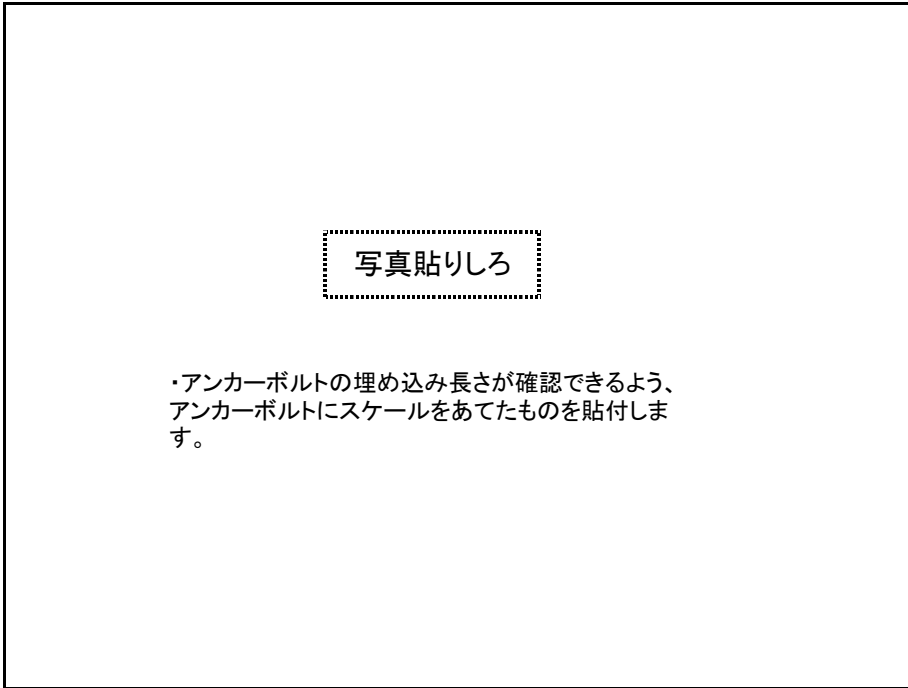 写真貼りしろ
・アンカーボルトの埋め込み長さが確認できるよう、
アンカーボルトにスケールをあてたものを貼付しま
す。